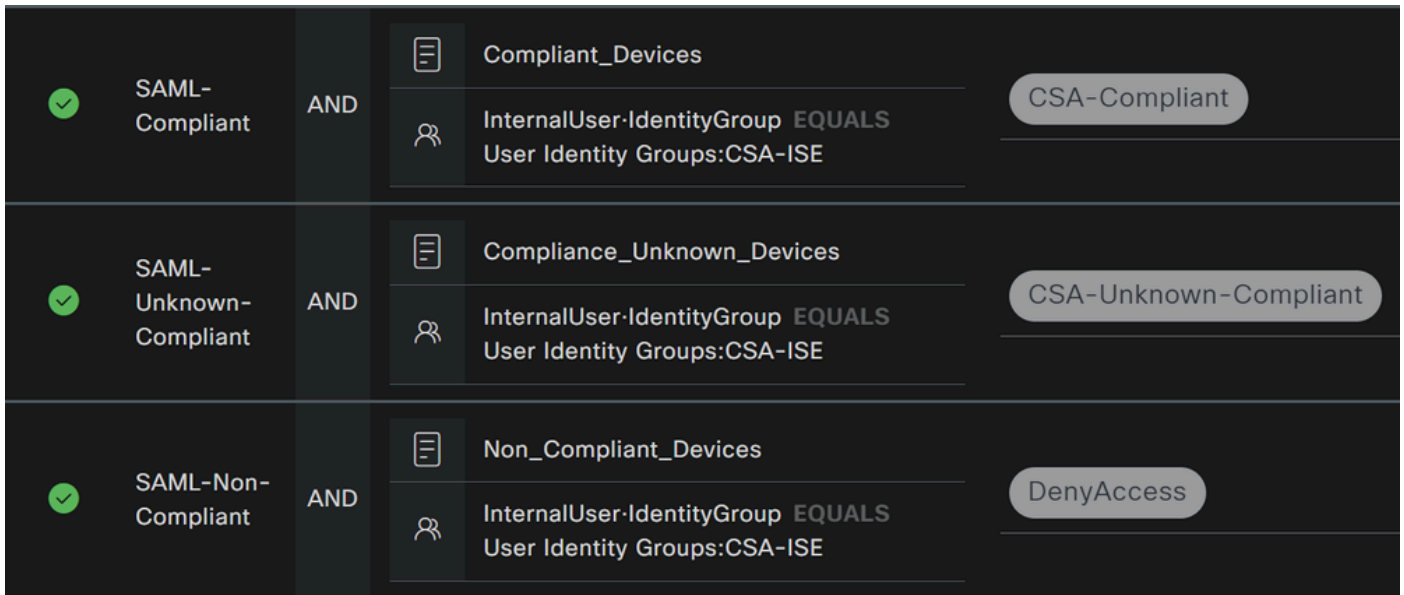 SAML-
Compliant
AND
Compliant_Devices
InternalUser·IdentityGroup EQUALS
User Identity Groups:CSA-ISE
CSA-Compliant
SAML-
Unknown-
Compliant
AND
Compliance_Unknown_Devices
InternalUser·IdentityGroup EQUALS
User Identity Groups:CSA-ISE
CSA-Unknown-Compliant
SAML-Non-
Compliant
AND
Non_Compliant_Devices
InternalUser·IdentityGroup EQUALS
User Identity Groups:CSA-ISE
DenyAccess